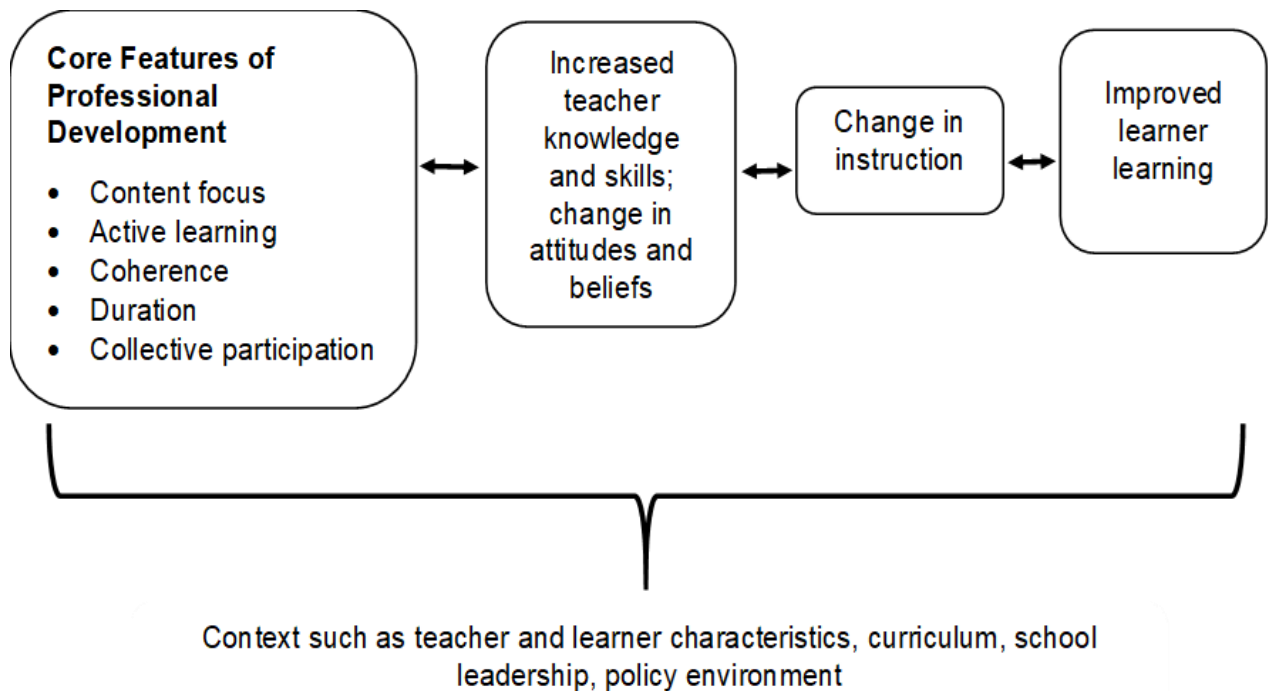 Core Features of
Professional
Development
• Content focus
• Active learning
• Coherence
• Duration
• Collective participation
Increased
teacher
knowledge
and skills;
change in
attitudes and
beliefs
Change in
instruction
Improved
learner
learning
Context such as teacher and learner characteristics, curriculum, school
leadership, policy environment